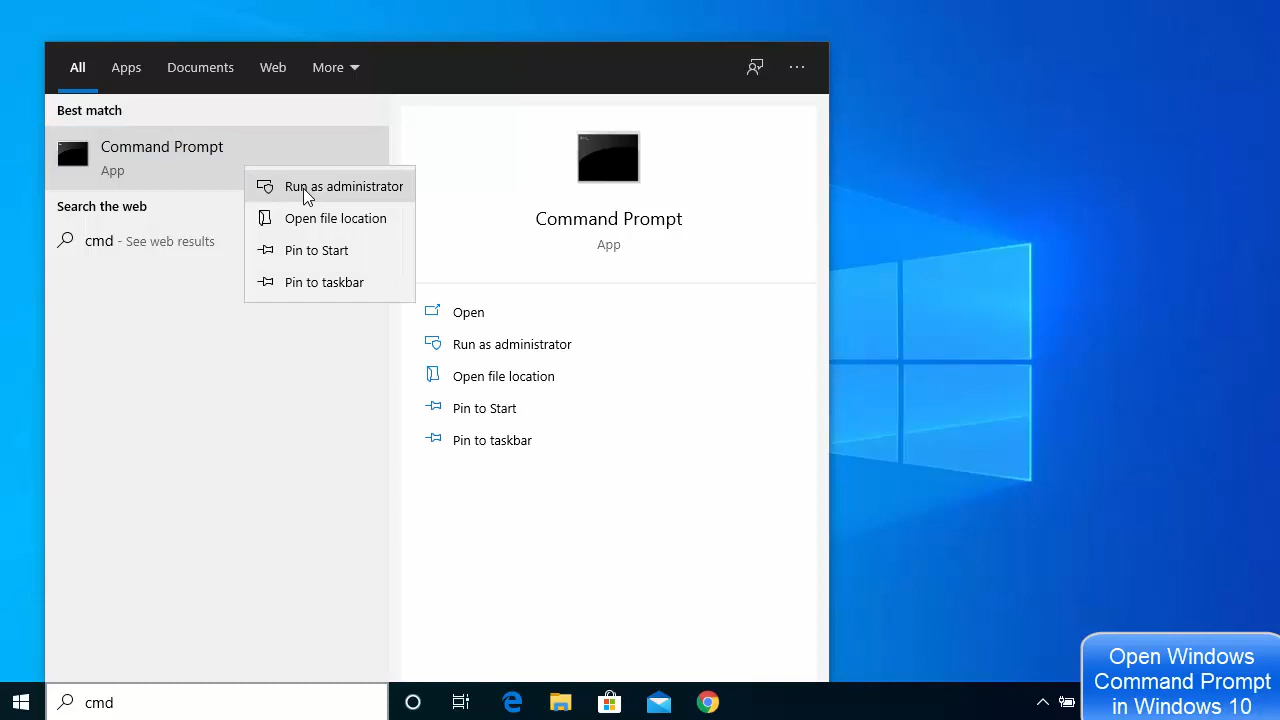 All Apps Documents Web More
Best match
Command Prompt
App
Search the web
cmd - See web results
Run as administrator
Open file location
Pin to Start
Pin to taskbar
Command Prompt
App
Open
Run as administrator
Open file location
Pin to Start
Pin to taskbar
cmd
Open Windows
Command Prompt
in Windows 10